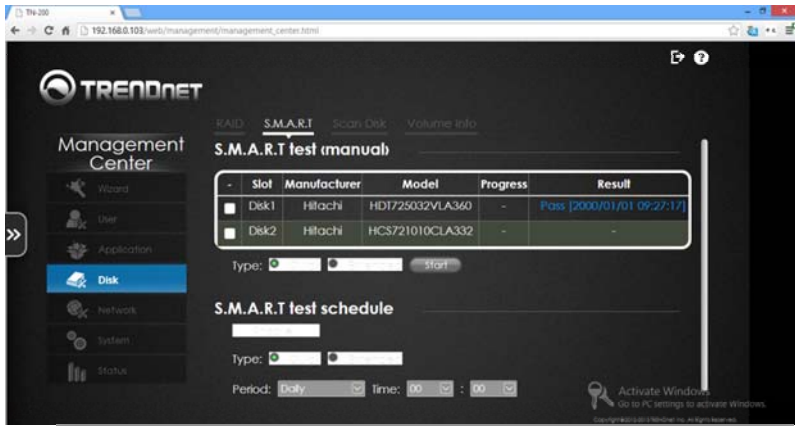 TN-200
192.168.0.103/web/management/management_center.html
TRENDNET
RAID S.M.A.R.T Scan Disk Volume Info
Management Center
Wizard
User
Application
Disk
Network
System
Status
S.M.A.R.T test (manual)
- Slot Manufacturer Model Progress Result
Disk1 Hitachi HDT725032VLA360 - Pass [2000/01/01 09:27:17]
Disk2 Hitachi HCS721010CLA332 - -
Type: Start
S.M.A.R.T test schedule
Type:
Period: Daily Time: 00 : 00
Activate Windows
Go to PC settings to activate Windows.